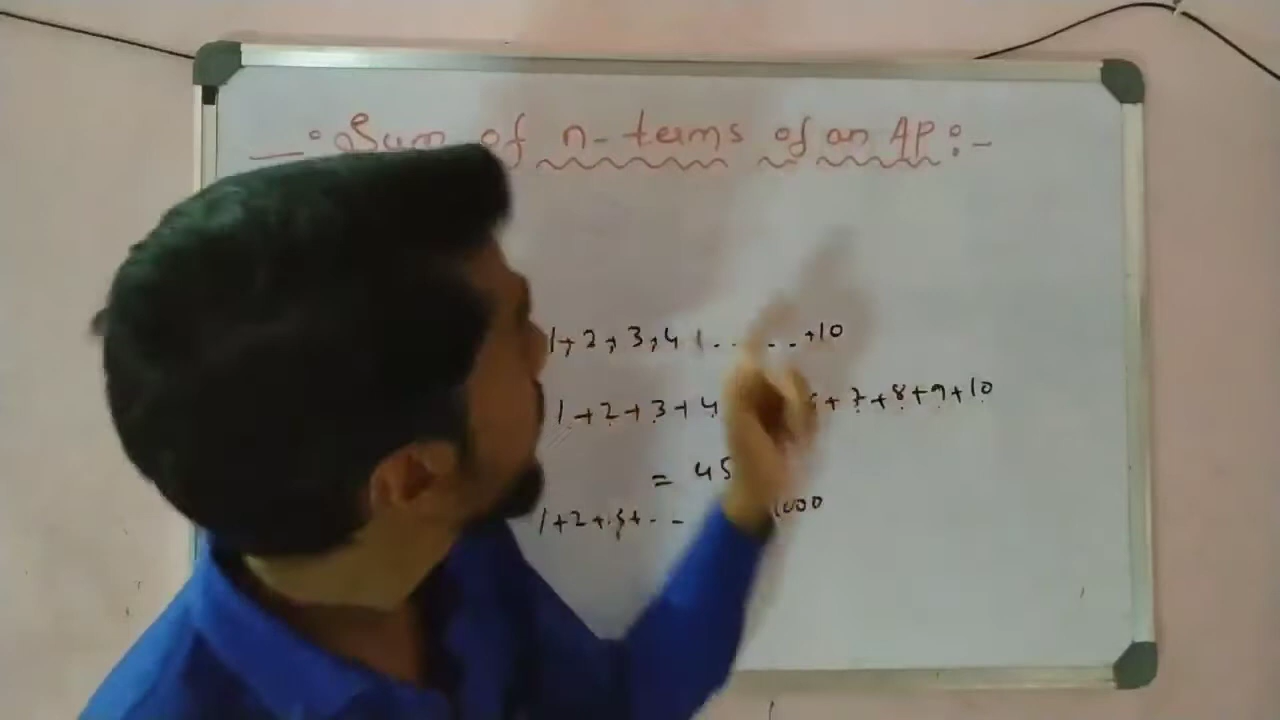 —:Sum of n-terms of an AP:-
1+2+3+4+.....+10
1+2+3+4 +7+8+9+10
= 45
1+2+3+-- 1000